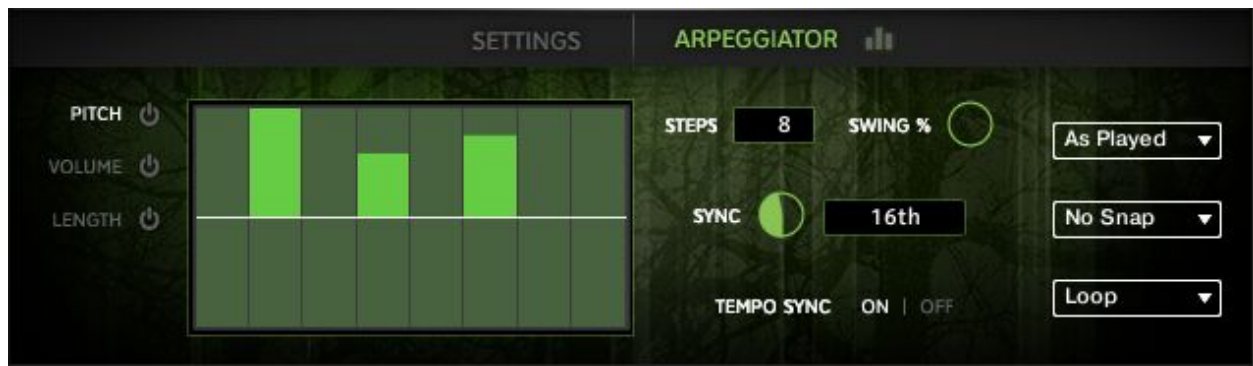 SETTINGS
ARPEGGIATOR
PITCH
VOLUME
LENGTH
STEPS 8 SWING %
SYNC 16th
TEMPO SYNC ON | OFF
As Played
No Snap
Loop